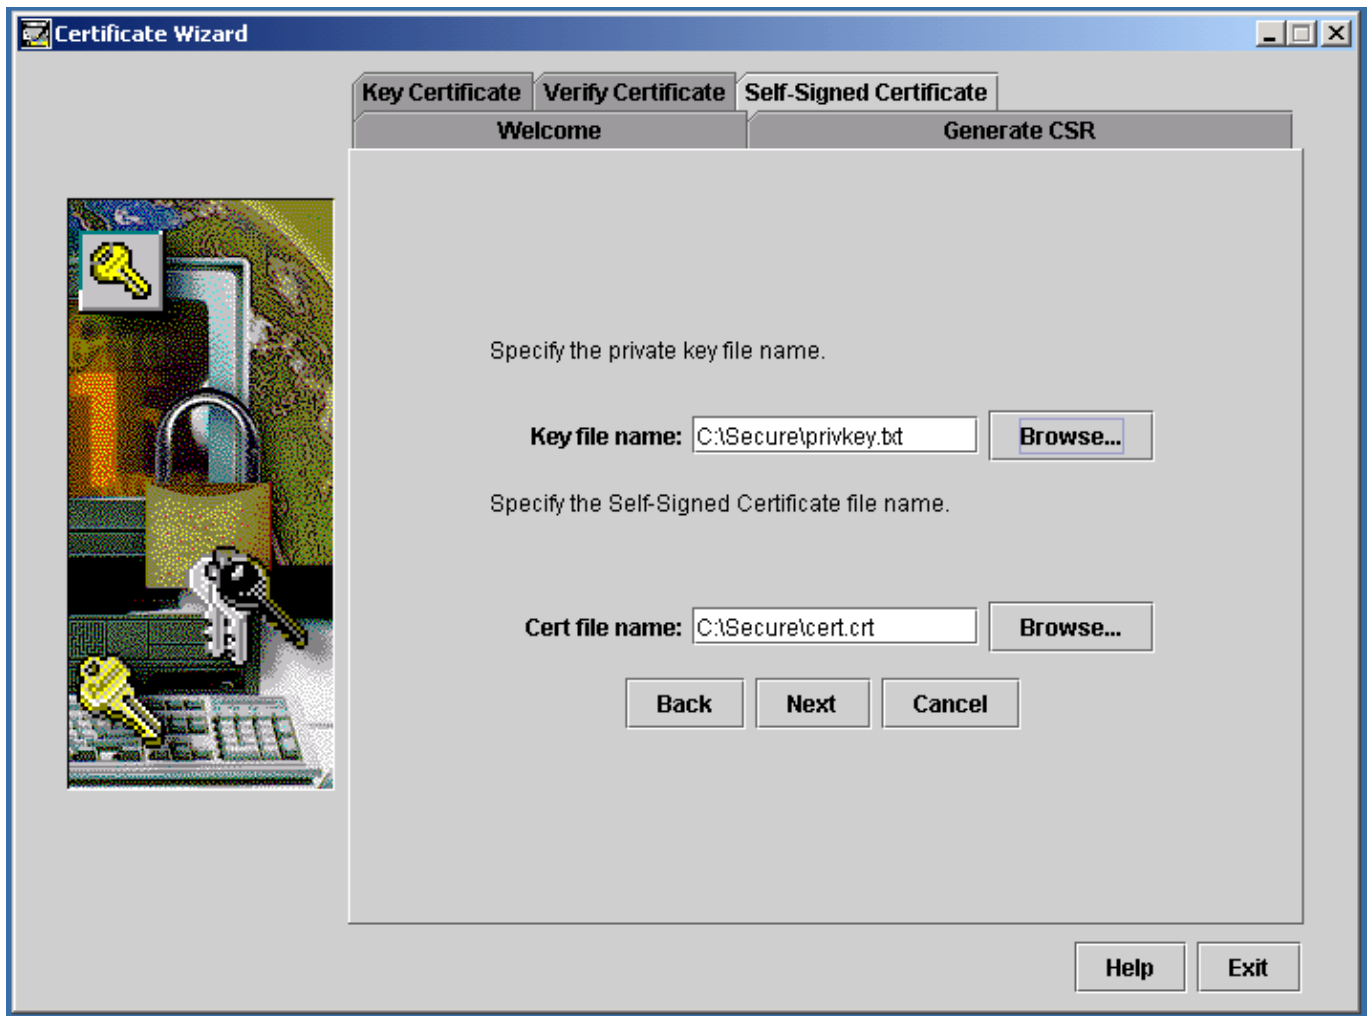 Certificate Wizard
Key Certificate Verify Certificate Self-Signed Certificate
Welcome Generate CSR
Specify the private key file name.
Key file name: C:\Secure\privkey.txt Browse...
Specify the Self-Signed Certificate file name.
Cert file name: C:\Secure\cert.crt Browse...
Back Next Cancel
Help Exit